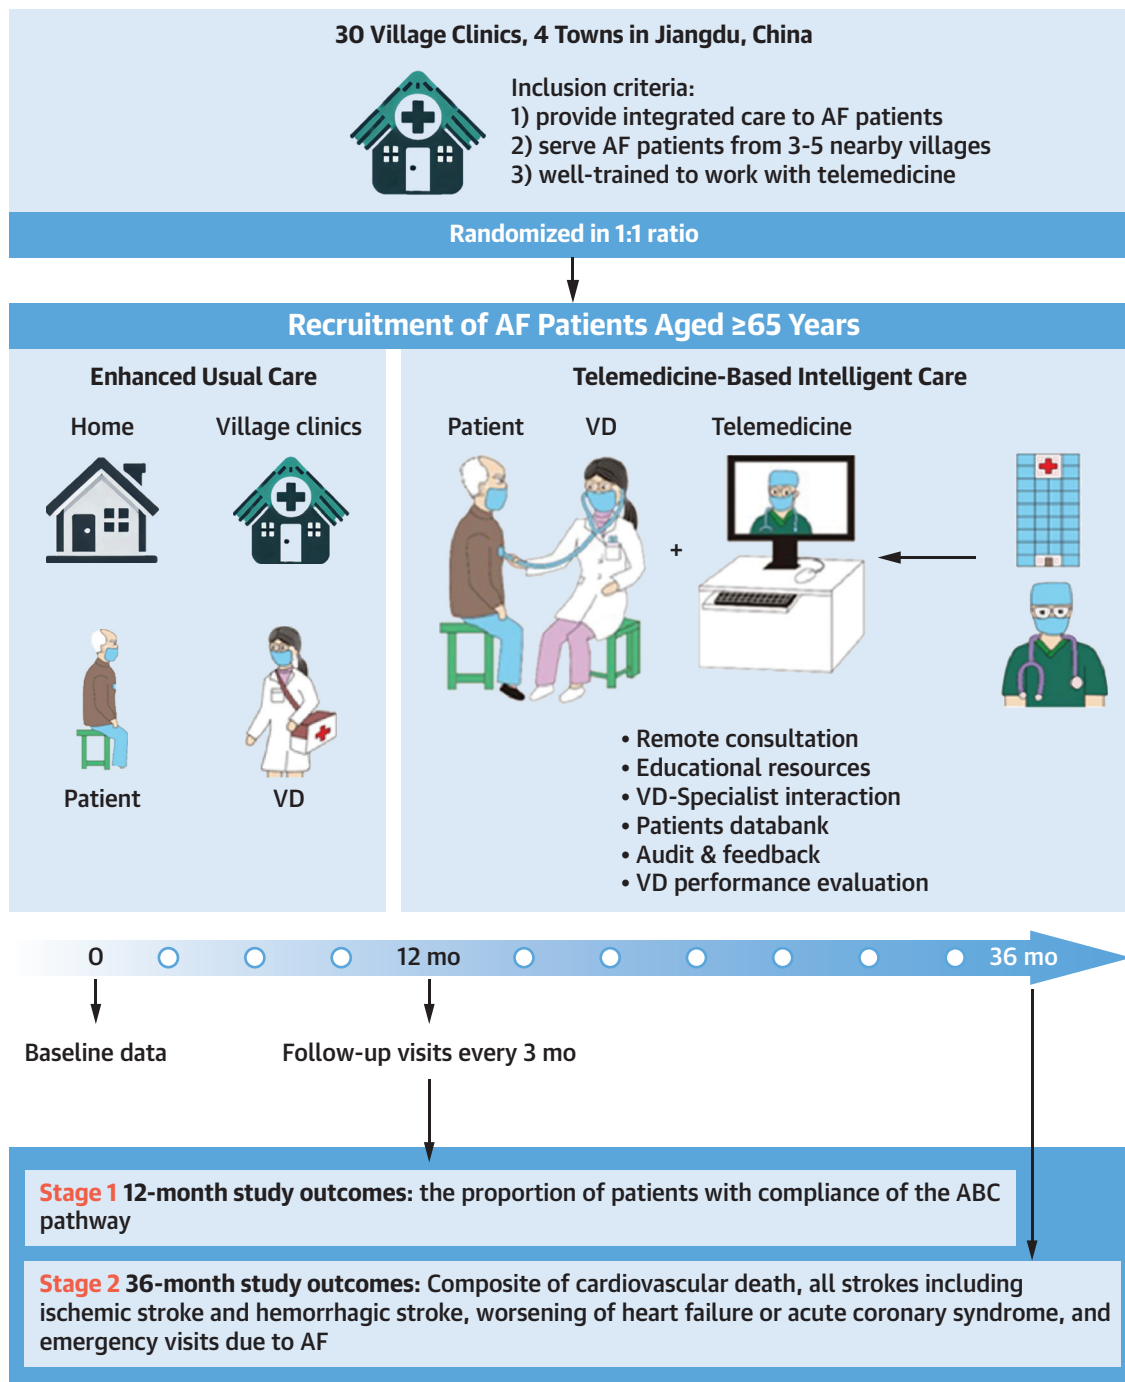 30 Village Clinics, 4 Towns in Jiangdu, China
Inclusion criteria:
1) provide integrated care to AF patients
2) serve AF patients from 3-5 nearby villages
3) well-trained to work with telemedicine
Randomized in 1:1 ratio
Recruitment of AF Patients Aged ≥65 Years
Enhanced Usual Care
Home
Village clinics
Patient
VD
Telemedicine-Based Intelligent Care
Patient
VD
Telemedicine
+
• Remote consultation
• Educational resources
• VD-Specialist interaction
• Patients databank
• Audit & feedback
• VD performance evaluation
0
12 mo
36 mo
Baseline data
Follow-up visits every 3 mo
Stage 1 12-month study outcomes: the proportion of patients with compliance of the ABC
pathway
Stage 2 36-month study outcomes: Composite of cardiovascular death, all strokes including
ischemic stroke and hemorrhagic stroke, worsening of heart failure or acute coronary syndrome, and
emergency visits due to AF